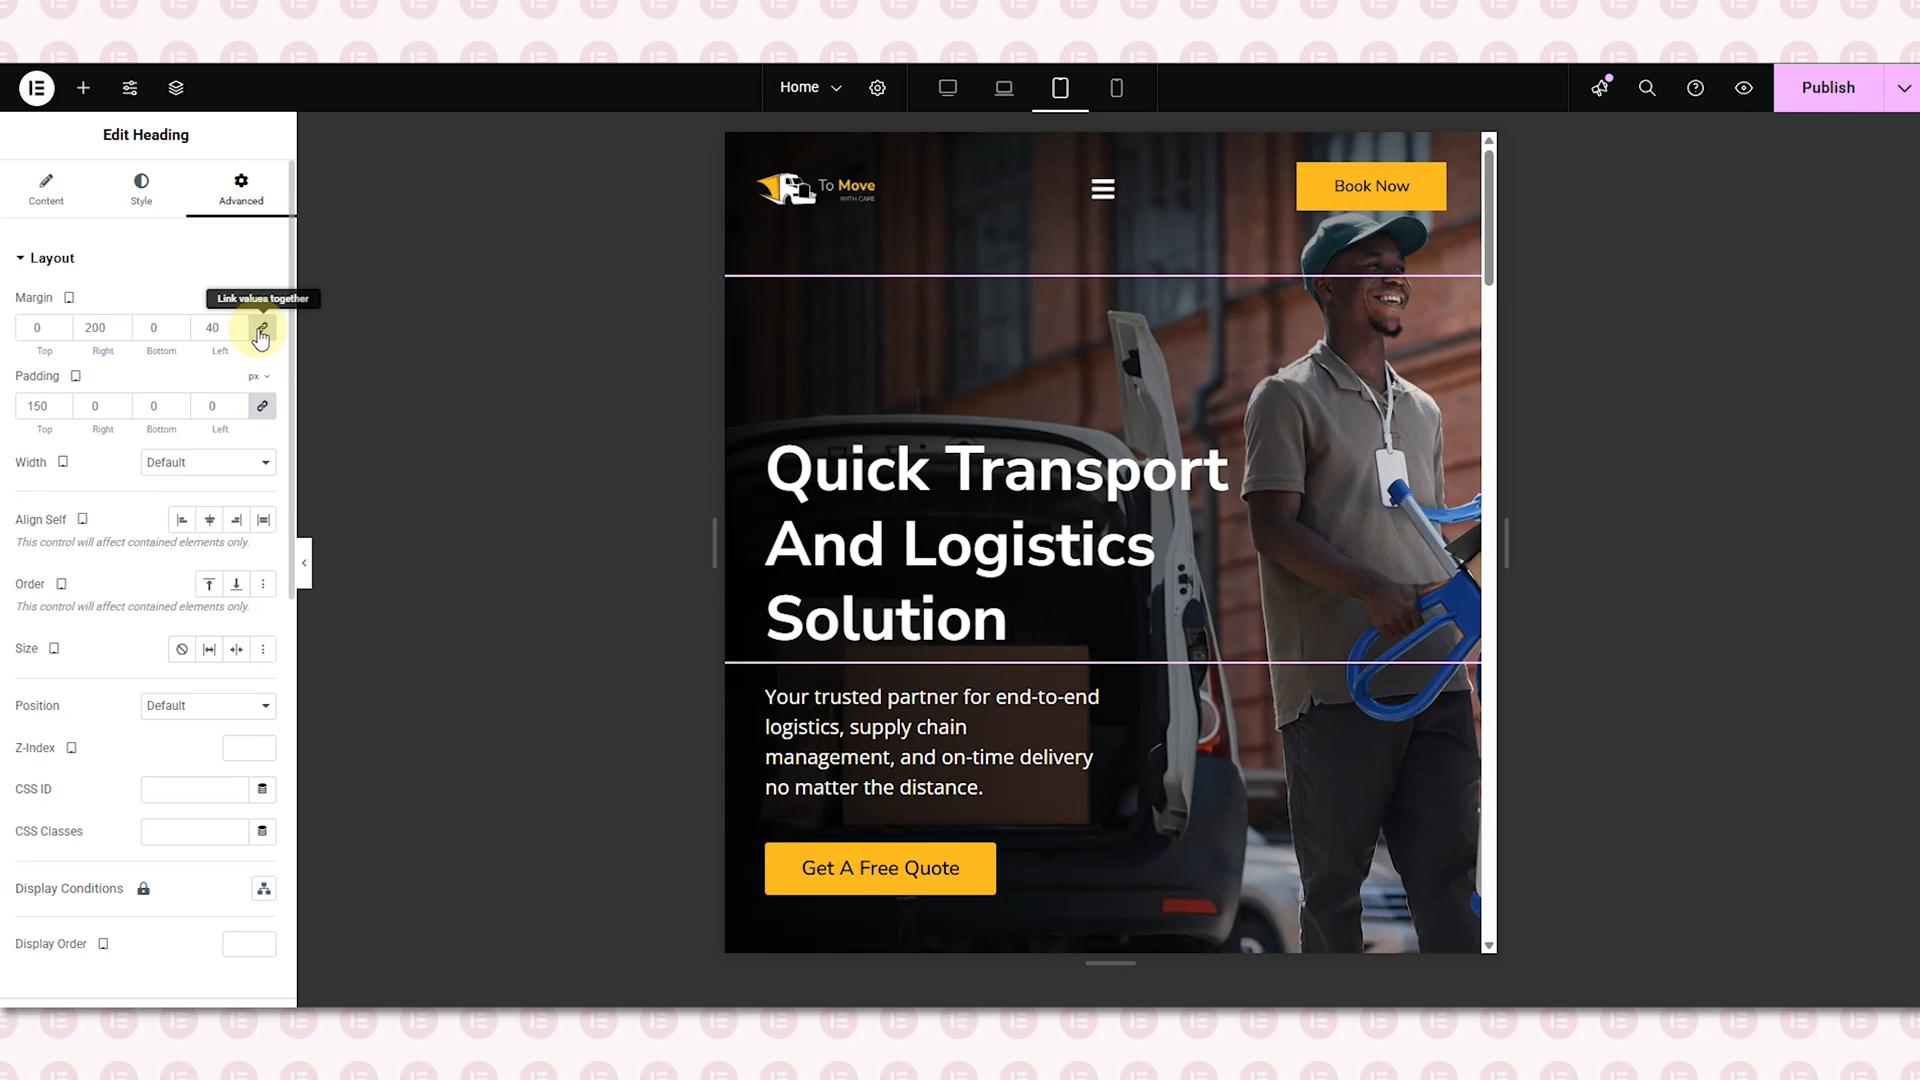 Home
Publish
Edit Heading
Content
Style
Advanced
Layout
Margin
Link values together
0
200
0
40
Top
Right
Bottom
Left
Padding
px
150
0
0
0
Top
Right
Bottom
Left
Width
Default
Align Self
This control will affect contained elements only.
Order
This control will affect contained elements only.
Size
Position
Default
Z-Index
CSS ID
CSS Classes
Display Conditions
Display Order
To Move
WITH CARE
Book Now
Quick Transport
And Logistics
Solution
Your trusted partner for end-to-end
logistics, supply chain
management, and on-time delivery
no matter the distance.
Get A Free Quote